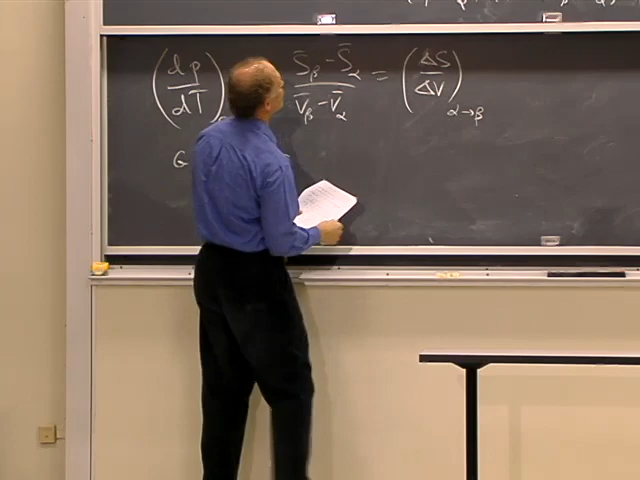 (dp/dT) S̄β - S̄α / V̄β - V̄α = (ΔS/ΔV) α→β
G